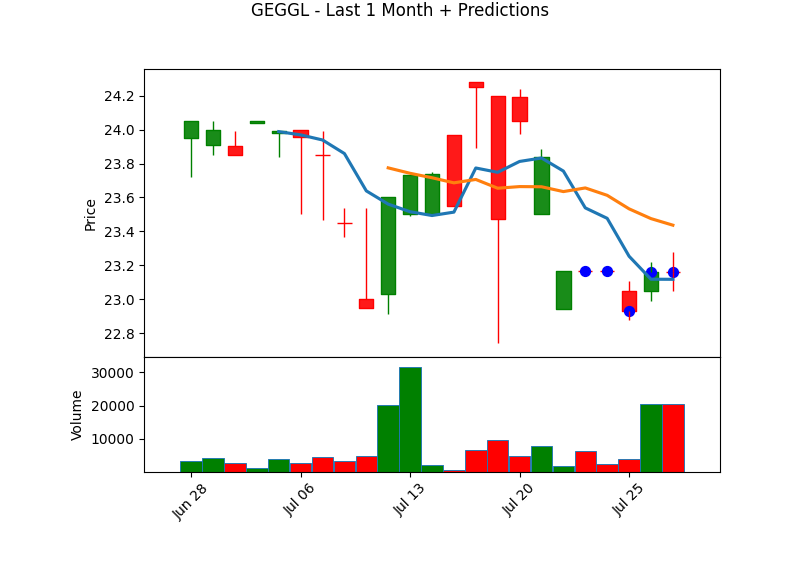 GEGGL - Last 1 Month + Predictions
24.2
24.0
23.8
23.6
23.4
23.2
23.0
22.8
Price
30000
20000
10000
Volume
Jun 28
Jul 06
Jul 13
Jul 20
Jul 25